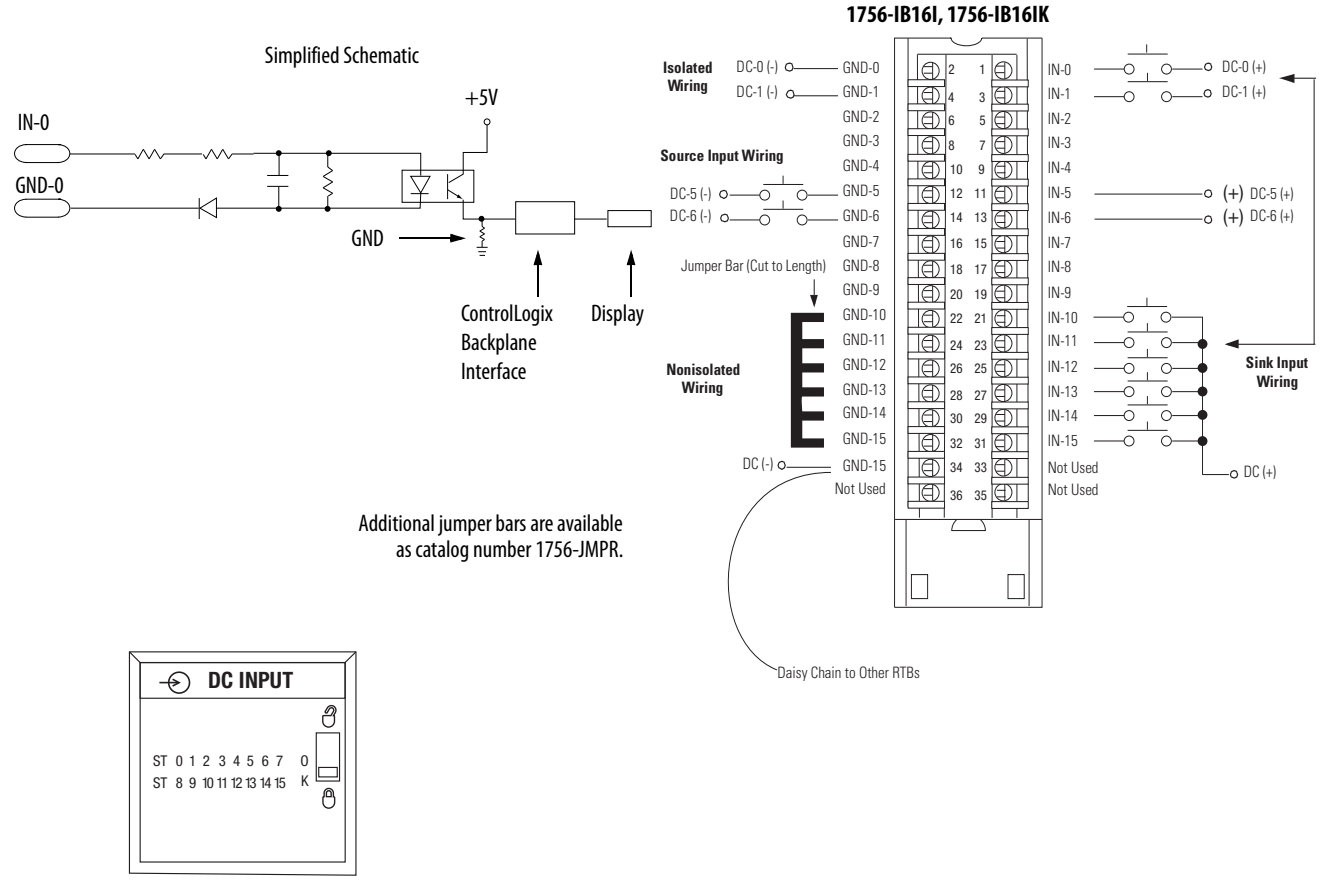 1756-IB16I, 1756-IB16IK
Simplified Schematic
+5V
IN-0
GND-0
GND
ControlLogix
Backplane
Interface
Display
Isolated
Wiring
DC-0 (-)
DC-1 (-)
Source Input Wiring
DC-5 (-)
DC-6 (-)
Jumper Bar (Cut to Length)
Nonisolated
Wiring
DC (-)
GND-0 2 1 IN-0
GND-1 4 3 IN-1
GND-2 6 5 IN-2
GND-3 8 7 IN-3
GND-4 10 9 IN-4
GND-5 12 11 IN-5
GND-6 14 13 IN-6
GND-7 16 15 IN-7
GND-8 18 17 IN-8
GND-9 20 19 IN-9
GND-10 22 21 IN-10
GND-11 24 23 IN-11
GND-12 26 25 IN-12
GND-13 28 27 IN-13
GND-14 30 29 IN-14
GND-15 32 31 IN-15
GND-15 34 33 Not Used
Not Used 36 35 Not Used
DC-0 (+)
DC-1 (+)
(+) DC-5 (+)
(+) DC-6 (+)
Sink Input
Wiring
DC (+)
Additional jumper bars are available
as catalog number 1756-JMPR.
Daisy Chain to Other RTBs
DC INPUT
ST 0 1 2 3 4 5 6 7 O
ST 8 9 10 11 12 13 14 15 K